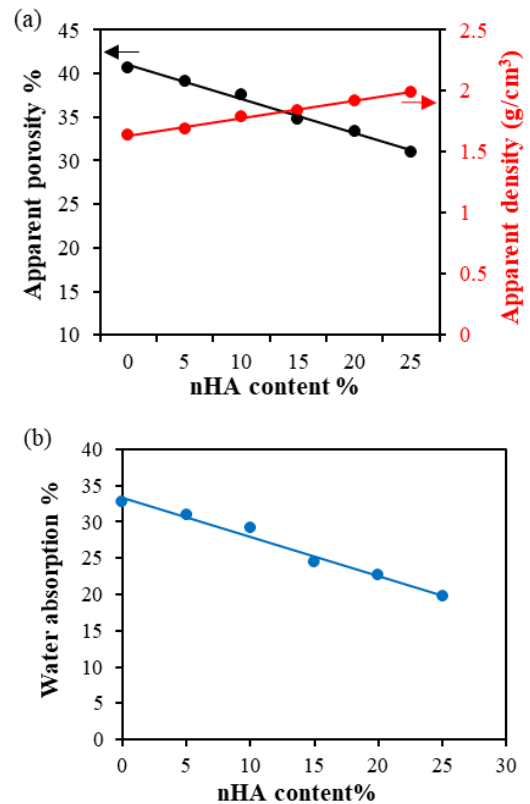 (a)
Apparent porosity %
45
40
35
30
25
20
15
10
2.5
2
1.5
1
0.5
0
Apparent density (g/cm³)
0 5 10 15 20 25
nHA content %
(b)
Water absorption %
40
35
30
25
20
15
10
5
0
0 5 10 15 20 25 30
nHA content%